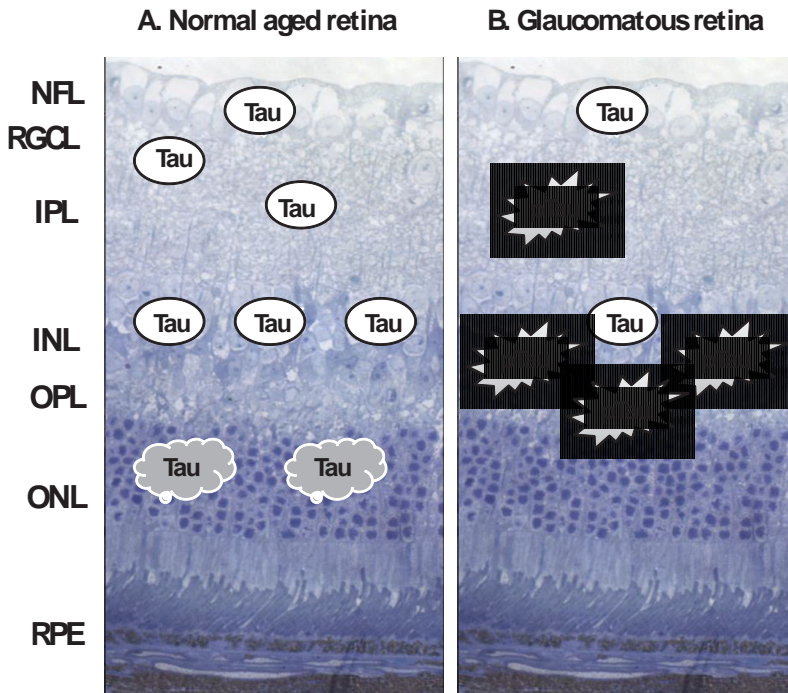 A. Normal aged retina
B. Glaucomatous retina
NFL
Tau
Tau
RGCL
Tau
IPL
Tau
Tau
Tau
Tau
Tau
INL
OPL
Tau
Tau
ONL
RPE